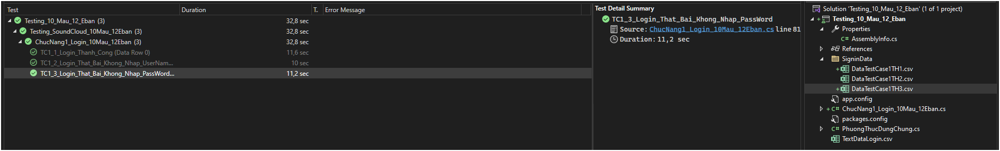 Test Duration T. Error Message
Testing_10_Mau_12_Eban (3) 32,8 sec
Testing_SoundCloud_10Mau_12Eban (3) 32,8 sec
ChucNang1_Login_10Mau_12Eban (3) 32,8 sec
TC1_1_Login_Thanh_Cong (Data Row 0) 11,6 sec
TC1_2_Login_That_Bai_Khong_Nhap_UserNam... 10 sec
TC1_3_Login_That_Bai_Khong_Nhap_PassWord... 11,2 sec
Test Detail Summary
TC1_3_Login_That_Bai_Khong_Nhap_PassWord
Source: ChucNang1_Login_10Mau_12Eban.cs line 81
Duration: 11,2 sec
Solution 'Testing_10_Mau_12_Eban' (1 of 1 project)
Testing_10_Mau_12_Eban
Properties
C# AssemblyInfo.cs
References
SigninData
DataTestCase1TH1.csv
DataTestCase1TH2.csv
DataTestCase1TH3.csv
app.config
C# ChucNang1_Login_10Mau_12Eban.cs
packages.config
C# PhuongThucDungChung.cs
TextDataLogin.csv